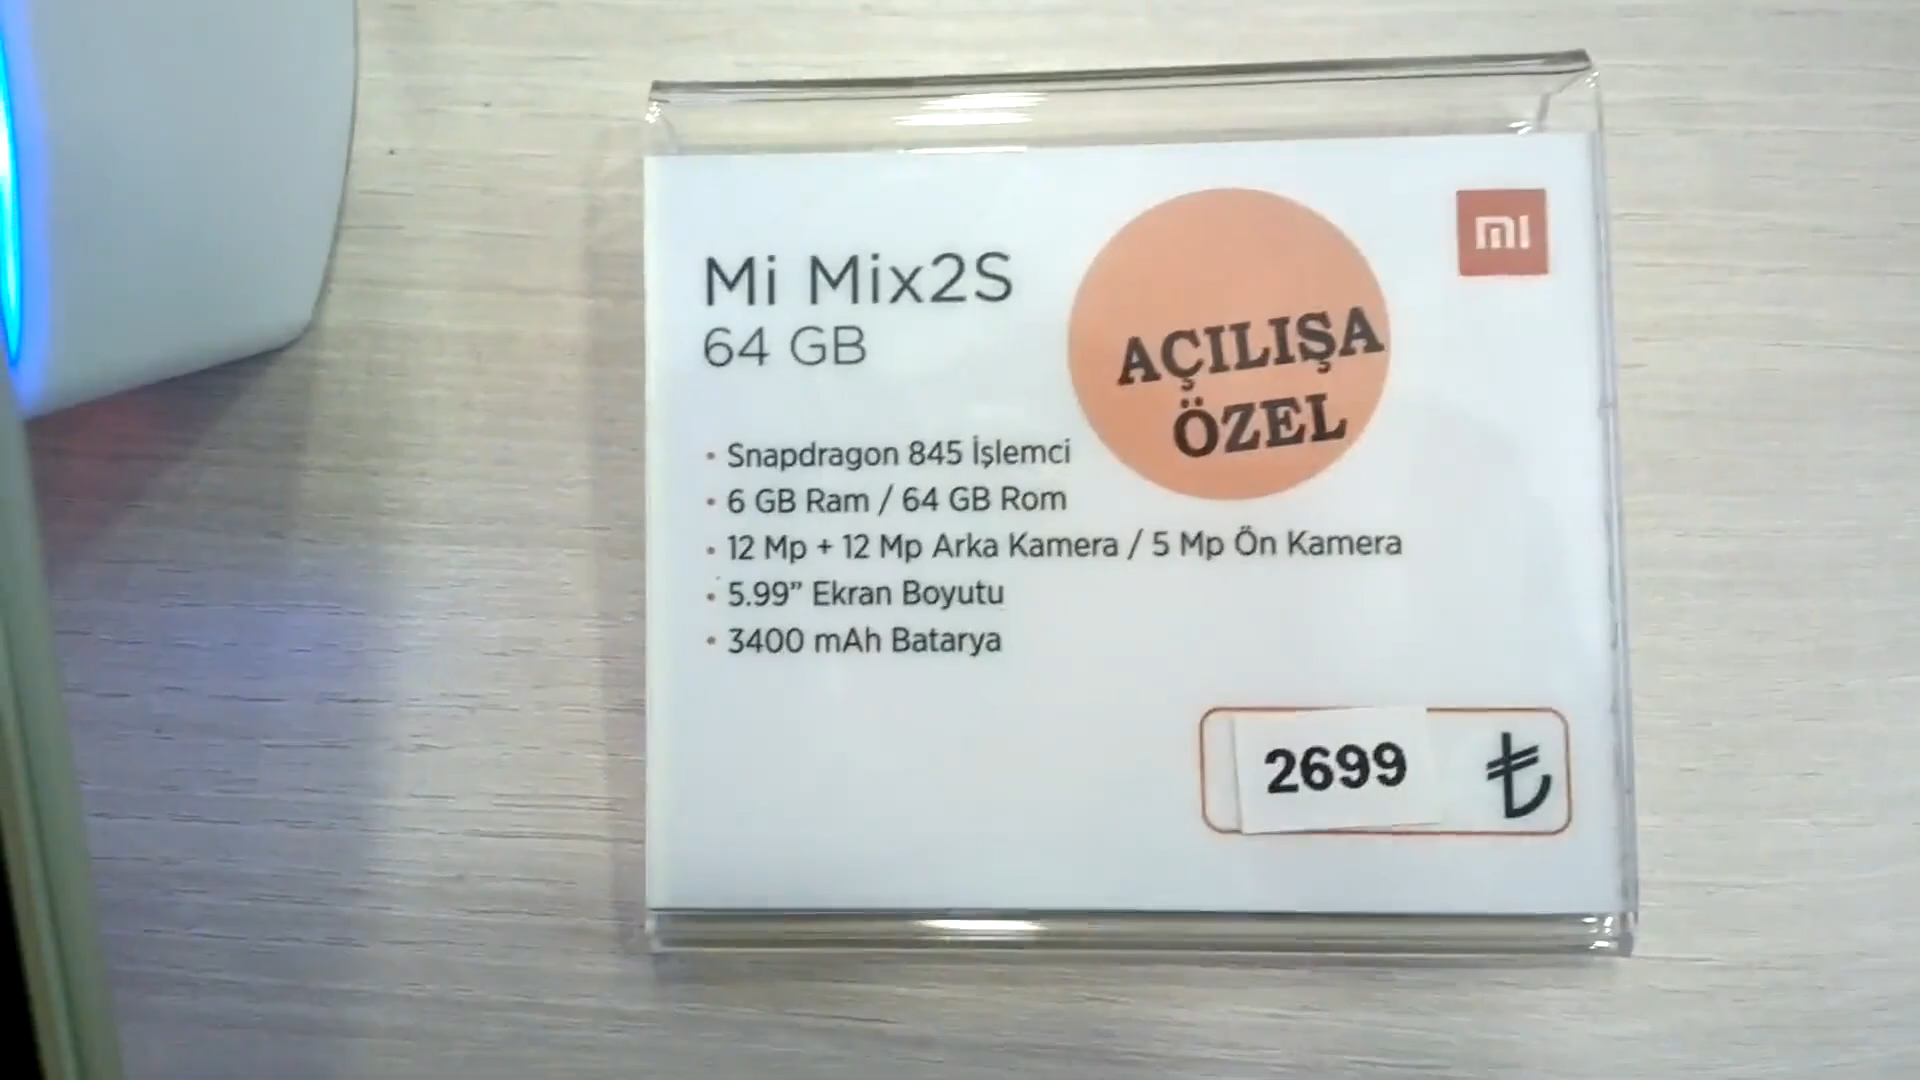 mi
Mi Mix2S
64 GB
AÇILIŞA
ÖZEL
• Snapdragon 845 İşlemci
• 6 GB Ram / 64 GB Rom
• 12 Mp + 12 Mp Arka Kamera / 5 Mp Ön Kamera
• 5.99” Ekran Boyutu
• 3400 mAh Batarya
2699 ₺